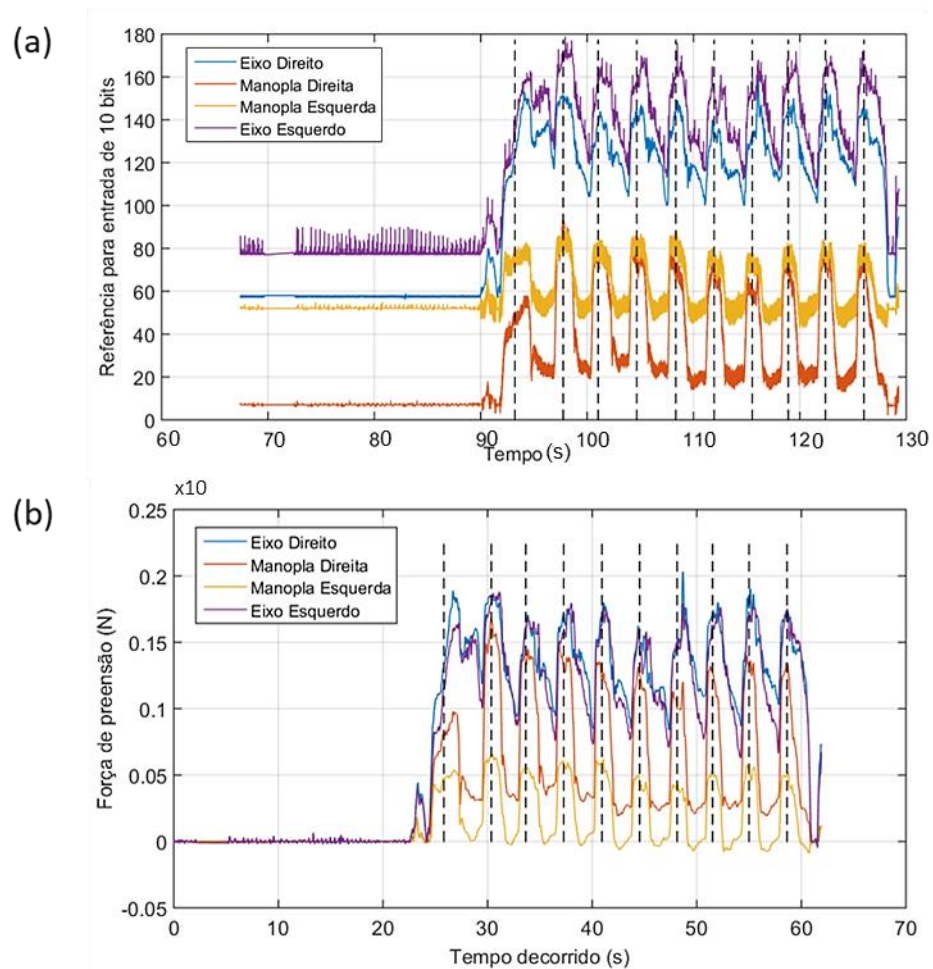 (a)
180
160
140
120
100
80
60
40
20
0
Referência para entrada de 10 bits
Eixo Direito
Manopla Direita
Manopla Esquerda
Eixo Esquerdo
60 70 80 90 100 110 120 130
Tempo (s)
(b)
x10
0.25
0.2
0.15
0.1
0.05
0
-0.05
Força de preensão (N)
Eixo Direito
Manopla Direita
Manopla Esquerda
Eixo Esquerdo
0 10 20 30 40 50 60 70
Tempo decorrido (s)